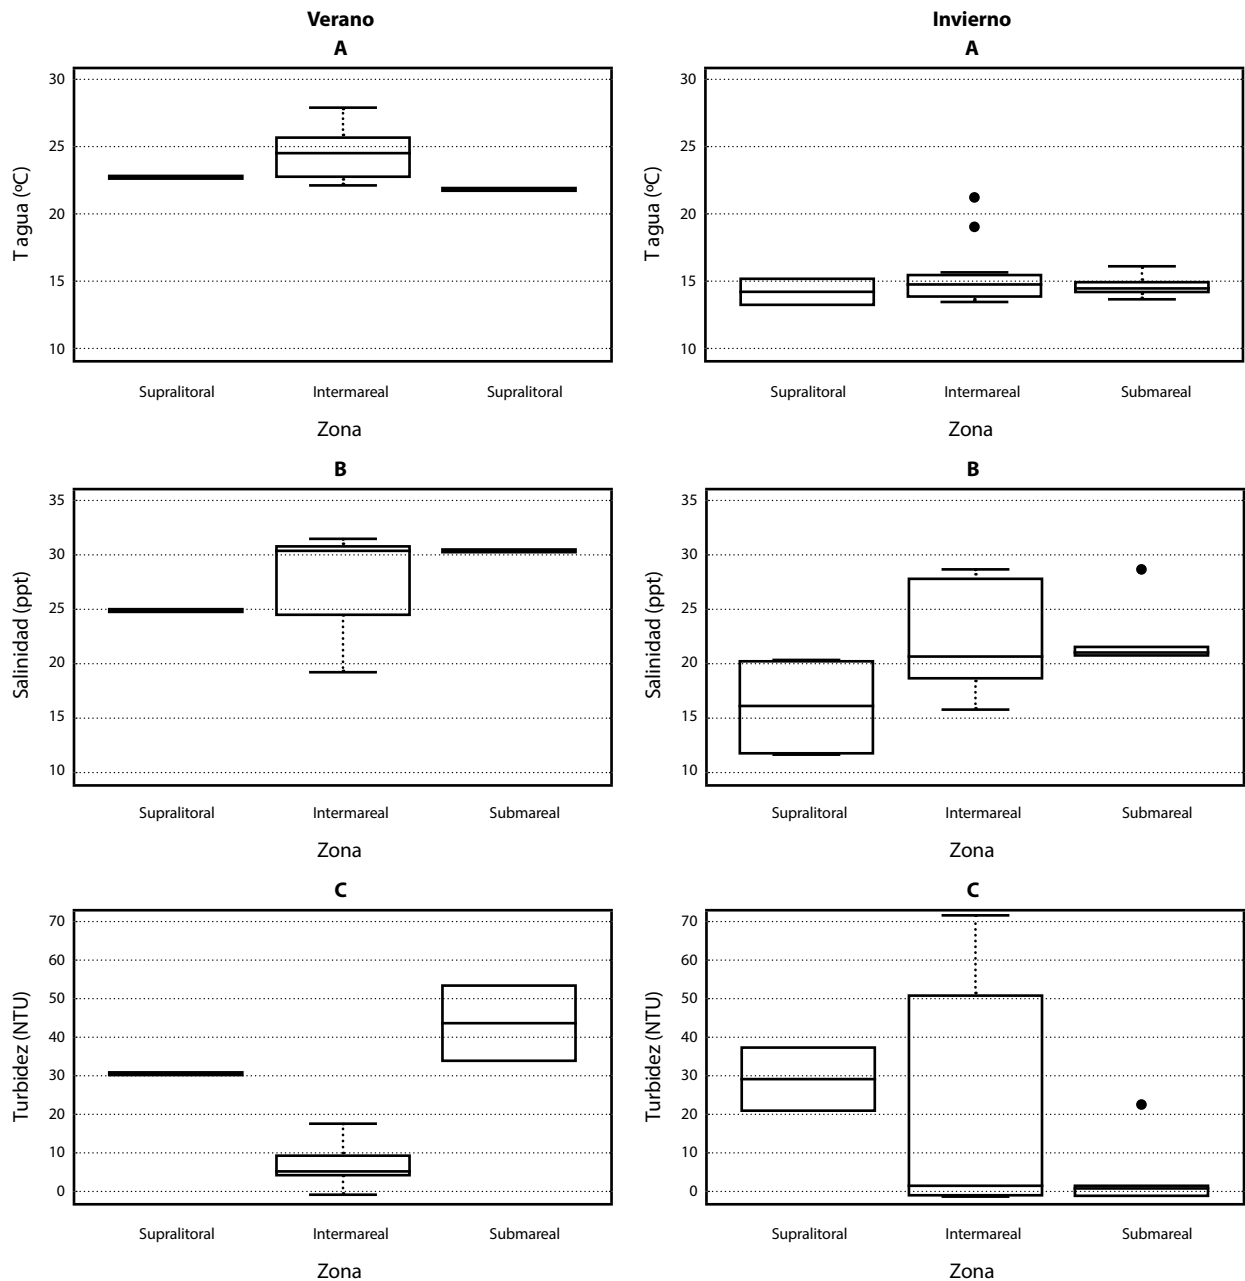 Verano
A
30
25
20
15
10
T agua (ºC)
Supralitoral Intermareal Supralitoral
Zona
Invierno
A
30
25
20
15
10
T agua (ºC)
Supralitoral Intermareal Submareal
Zona
B
35
30
25
20
15
10
Salinidad (ppt)
Supralitoral Intermareal Submareal
Zona
B
35
30
25
20
15
10
Salinidad (ppt)
Supralitoral Intermareal Submareal
Zona
C
70
60
50
40
30
20
10
0
Turbidez (NTU)
Supralitoral Intermareal Submareal
Zona
C
70
60
50
40
30
20
10
0
Turbidez (NTU)
Supralitoral Intermareal Submareal
Zona